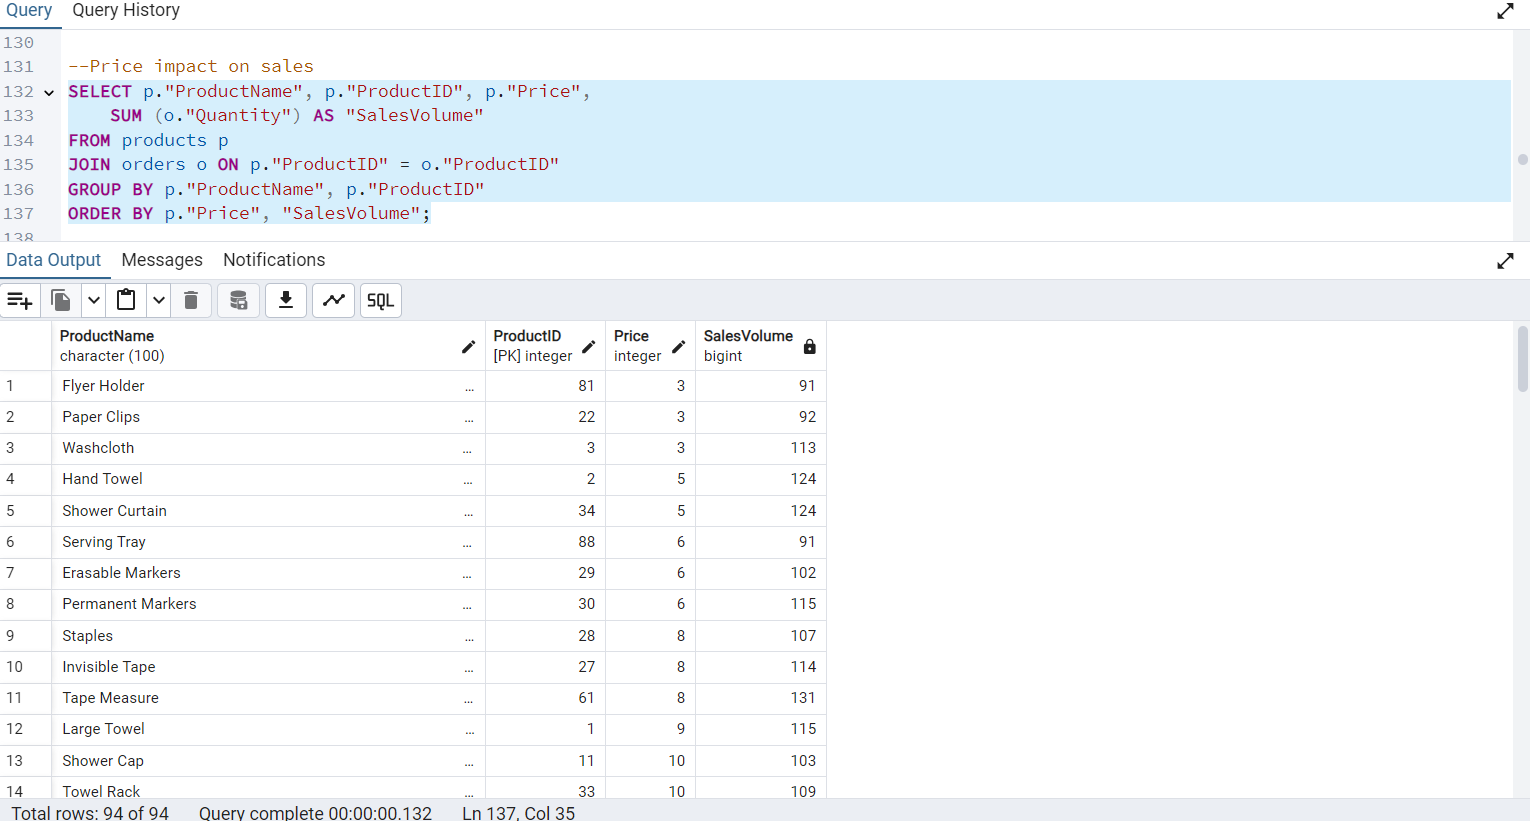 Query Query History
130
131 --Price impact on sales
132 SELECT p."ProductName", p."ProductID", p."Price",
133 SUM (o."Quantity") AS "SalesVolume"
134 FROM products p
135 JOIN orders o ON p."ProductID" = o."ProductID"
136 GROUP BY p."ProductName", p."ProductID"
137 ORDER BY p."Price", "SalesVolume";
138
Data Output Messages Notifications
SQL
ProductName ProductID Price SalesVolume
character (100) [PK] integer integer bigint
1 Flyer Holder ... 81 3 91
2 Paper Clips ... 22 3 92
3 Washcloth ... 3 3 113
4 Hand Towel ... 2 5 124
5 Shower Curtain ... 34 5 124
6 Serving Tray ... 88 6 91
7 Erasable Markers ... 29 6 102
8 Permanent Markers ... 30 6 115
9 Staples ... 28 8 107
10 Invisible Tape ... 27 8 114
11 Tape Measure ... 61 8 131
12 Large Towel ... 1 9 115
13 Shower Cap ... 11 10 103
14 Towel Rack ... 33 10 109
Total rows: 94 of 94 Query complete 00:00:00.132 Ln 137, Col 35